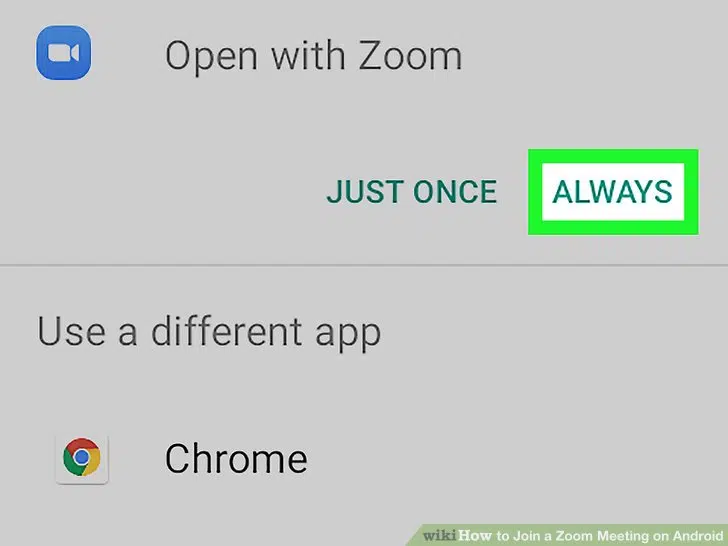 Open with Zoom
JUST ONCE ALWAYS
Use a different app
Chrome
wikiHow to Join a Zoom Meeting on Android